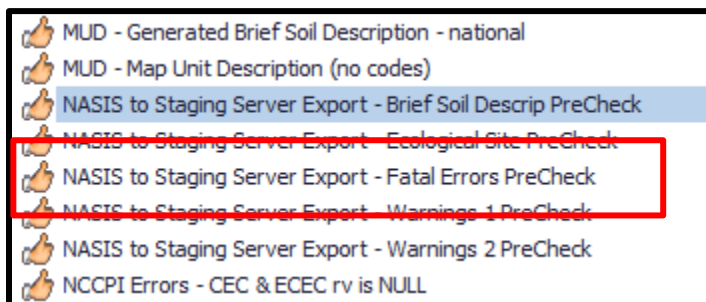 MUD - Generated Brief Soil Description - national
MUD - Map Unit Description (no codes)
NASIS to Staging Server Export - Brief Soil Descrip PreCheck
NASIS to Staging Server Export - Ecological Site PreCheck
NASIS to Staging Server Export - Fatal Errors PreCheck
NASIS to Staging Server Export - Warnings 1 PreCheck
NASIS to Staging Server Export - Warnings 2 PreCheck
NCCPI Errors - CEC & ECEC rv is NULL